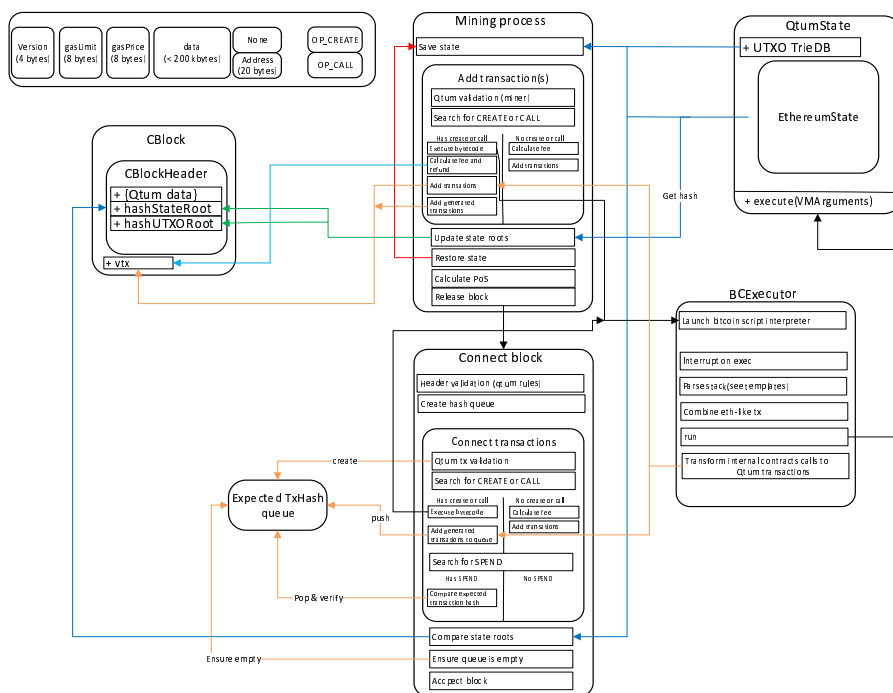 Version
(4 bytes)
gasLimit
(8 bytes)
gasPrice
(8 bytes)
data
(< 200 kbytes)
None
Address
(20 bytes)
OP_CREATE
OP_CALL
CBlock
CBlockHeader
+ {Qtum data}
+ hashStateRoot
+ hashUTXORoot
+ vtx
Mining process
Save state
Add transaction(s)
Qtum validation (miner)
Search for CREATE or CALL
Has create or call
No create or call
Execute bytecode
Calculate fee
Calculate fee and
refund
Add transations
Add transations
Add generated
transations
Update state roots
Restore state
Calculate PoS
Release block
QtumState
+ UTXO TrieDB
EthereumState
+ execute(VMArguments)
Get hash
BCExecutor
Launch bitcoin script interpreter
Interruption exec
Parse stack (see templates)
Combine eth-like tx
run
Transform internal contracts calls to
Qtum transactions
Connect block
Header validation (qtum rules)
Create hash queue
Connect transactions
Qtum tx validation
Search for CREATE or CALL
Has create or call
No create or call
Execute bytecode
Calculate fee
Add generated
transations to queue
Add transations
Search for SPEND
Has SPEND
No SPEND
Compare expected
transaction hash
Compare state roots
Ensure queue is empty
Accpect block
Expected TxHash
queue
create
push
Pop & verify
Ensure empty